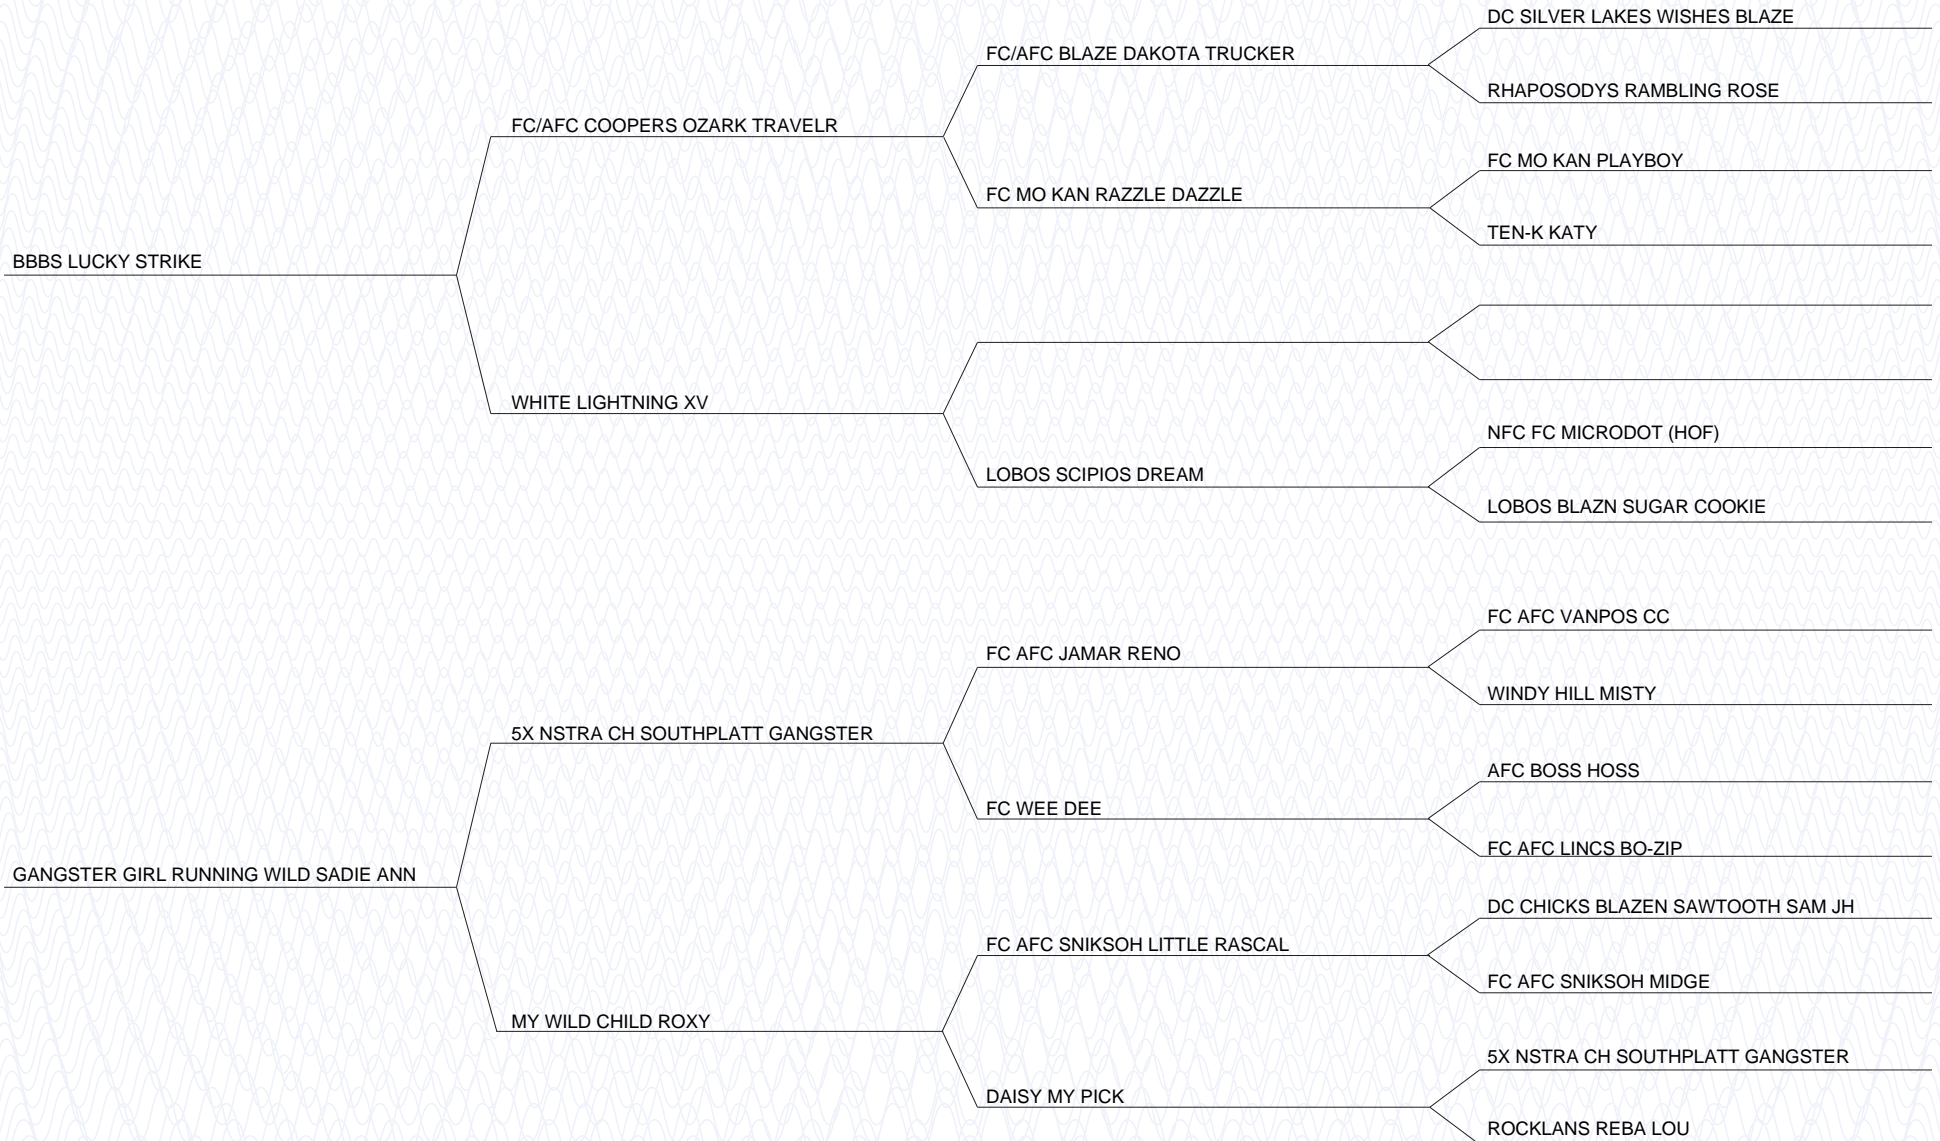 DC SILVER LAKES WISHES BLAZE
FC/AFC BLAZE DAKOTA TRUCKER
RHAPOSODYS RAMBLING ROSE
FC/AFC COOPERS OZARK TRAVELR
FC MO KAN PLAYBOY
FC MO KAN RAZZLE DAZZLE
TEN-K KATY
BBBS LUCKY STRIKE
WHITE LIGHTNING XV
NFC FC MICRODOT (HOF)
LOBOS SCIPIOS DREAM
LOBOS BLAZN SUGAR COOKIE
FC AFC VANPOS CC
FC AFC JAMAR RENO
WINDY HILL MISTY
5X NSTRA CH SOUTHPLATT GANGSTER
AFC BOSS HOSS
FC WEE DEE
FC AFC LINCS BO-ZIP
GANGSTER GIRL RUNNING WILD SADIE ANN
DC CHICKS BLAZEN SAWTOOTH SAM JH
FC AFC SNIKSOH LITTLE RASCAL
FC AFC SNIKSOH MIDGE
MY WILD CHILD ROXY
5X NSTRA CH SOUTHPLATT GANGSTER
DAISY MY PICK
ROCKLANS REBA LOU